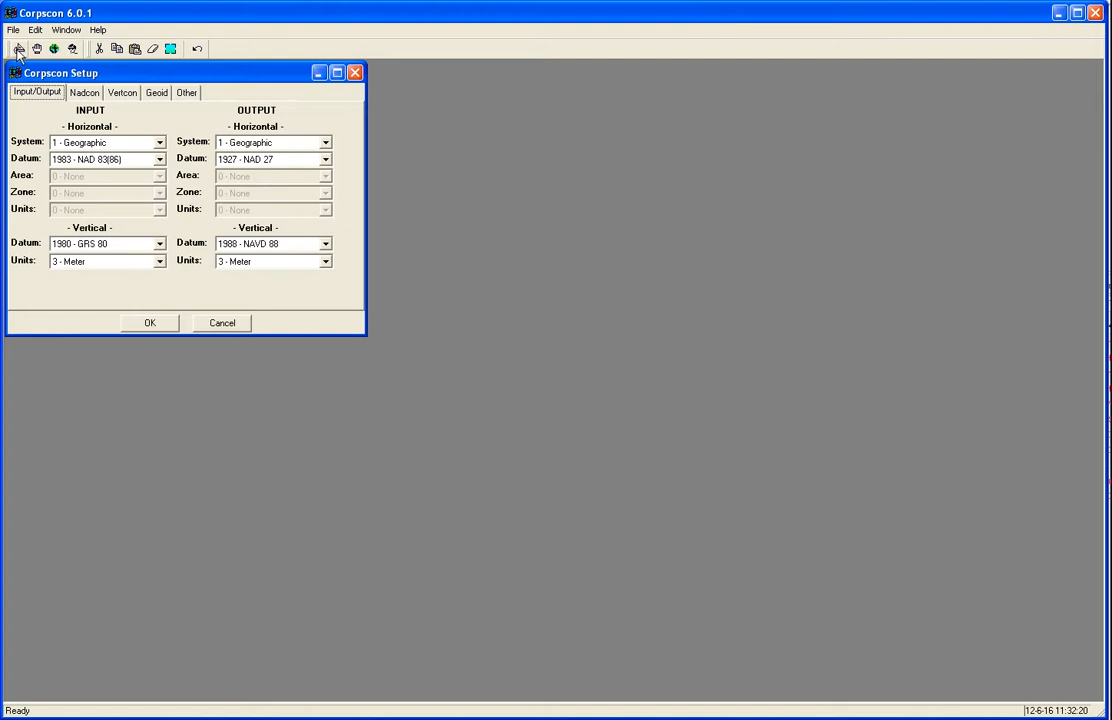 Corpscon 6.0.1
File Edit Window Help
Corpscon Setup
Input/Output Nadcon Vertcon Geoid Other
INPUT OUTPUT
- Horizontal - - Horizontal -
System: 1 - Geographic System: 1 - Geographic
Datum: 1983 - NAD 83(86) Datum: 1927 - NAD 27
Area: 0 - None Area: 0 - None
Zone: 0 - None Zone: 0 - None
Units: 0 - None Units: 0 - None
- Vertical - - Vertical -
Datum: 1980 - GRS 80 Datum: 1988 - NAVD 88
Units: 3 - Meter Units: 3 - Meter
OK Cancel
Ready 12-6-16 11:32:20